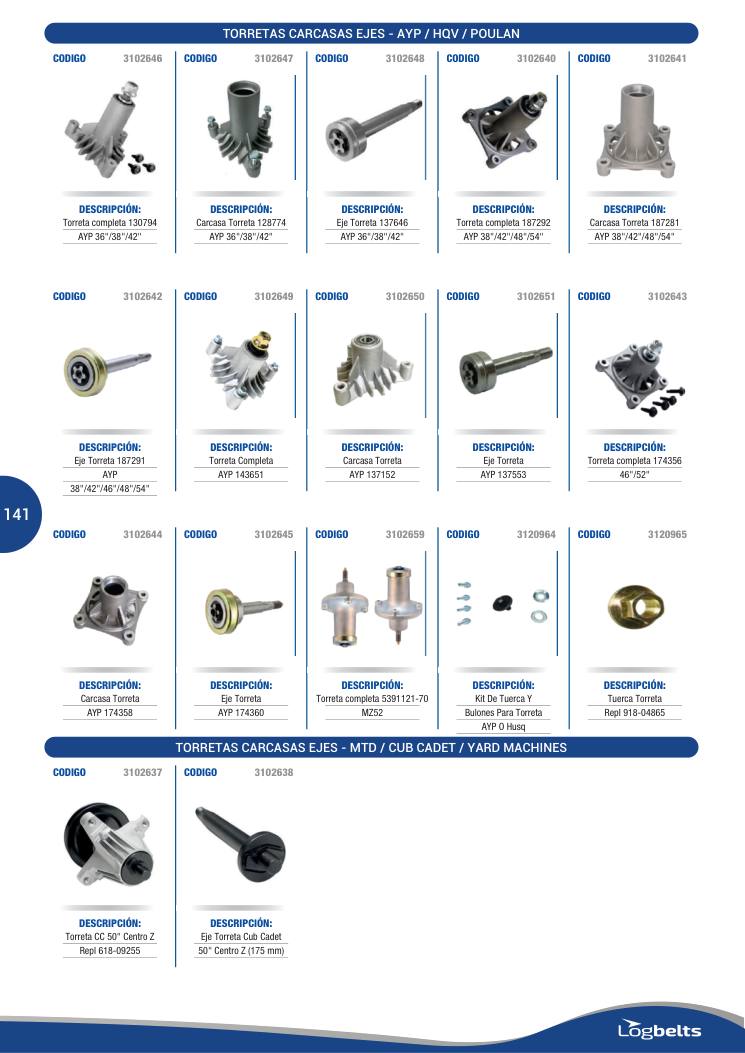 TORRETAS CARCASAS EJES - AYP / HQV / POULAN
CODIGO 3102646
DESCRIPCIÓN:
Torreta completa 130794
AYP 36"/38"/42"
CODIGO 3102647
DESCRIPCIÓN:
Carcasa Torreta 128774
AYP 36"/38"/42"
CODIGO 3102648
DESCRIPCIÓN:
Eje Torreta 137646
AYP 36"/38"/42"
CODIGO 3102640
DESCRIPCIÓN:
Torreta completa 187292
AYP 38"/42"/48"/54"
CODIGO 3102641
DESCRIPCIÓN:
Carcasa Torreta 187281
AYP 38"/42"/48"/54"
CODIGO 3102642
DESCRIPCIÓN:
Eje Torreta 187291
AYP
38"/42"/46"/48"/54"
CODIGO 3102649
DESCRIPCIÓN:
Torreta Completa
AYP 143651
CODIGO 3102650
DESCRIPCIÓN:
Carcasa Torreta
AYP 137152
CODIGO 3102651
DESCRIPCIÓN:
Eje Torreta
AYP 137553
CODIGO 3102643
DESCRIPCIÓN:
Torreta completa 174356
46"/52"
141
CODIGO 3102644
DESCRIPCIÓN:
Carcasa Torreta
AYP 174358
CODIGO 3102645
DESCRIPCIÓN:
Eje Torreta
AYP 174360
CODIGO 3102659
DESCRIPCIÓN:
Torreta completa 5391121-70
MZ52
CODIGO 3120964
DESCRIPCIÓN:
Kit De Tuerca Y
Bulones Para Torreta
AYP O Husq
CODIGO 3120965
DESCRIPCIÓN:
Tuerca Torreta
Repl 918-04865
TORRETAS CARCASAS EJES - MTD / CUB CADET / YARD MACHINES
CODIGO 3102637
DESCRIPCIÓN:
Torreta CC 50" Centro Z
Repl 618-09255
CODIGO 3102638
DESCRIPCIÓN:
Eje Torreta Cub Cadet
50" Centro Z (175 mm)
Logbelts